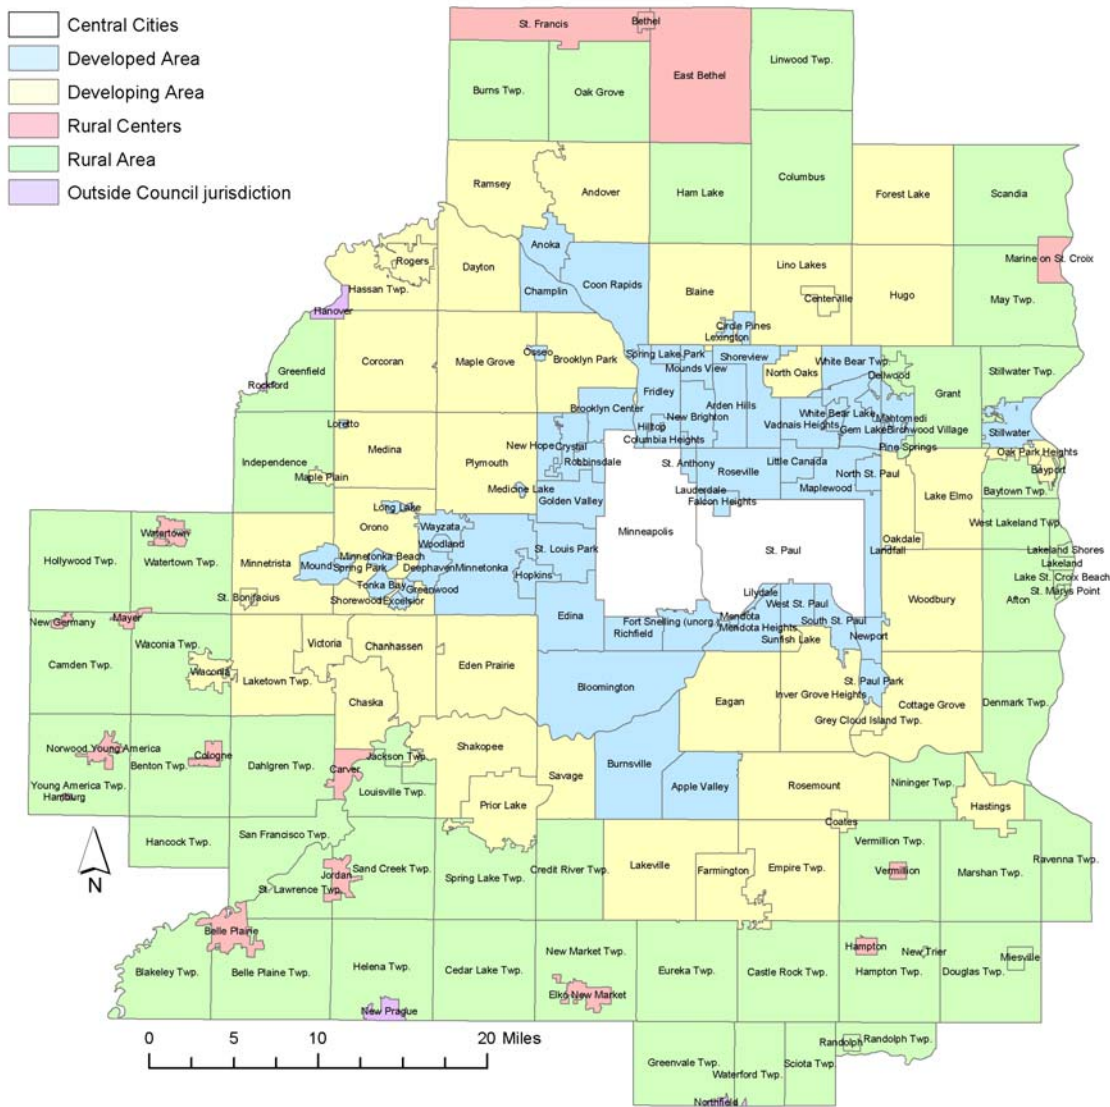 Central Cities
Developed Area
Developing Area
Rural Centers
Rural Area
Outside Council jurisdiction
St. Francis
Bethel
East Bethel
Linwood Twp.
Burns Twp.
Oak Grove
Ramsey
Andover
Ham Lake
Columbus
Forest Lake
Scandia
Anoka
Marine on St. Croix
Rogers
Dayton
Lino Lakes
Hassan Twp.
Champlin
Coon Rapids
Blaine
Centerville
Hugo
May Twp.
Hanover
Circle Pines
Lexington
Corcoran
Maple Grove
Osseo
Brooklyn Park
Spring Lake Park
Shoreview
White Bear Twp.
Stillwater Twp.
Greenfield
Mounds View
North Oaks
Dellwood
Rockford
Fridley
Grant
Brooklyn Center
Arden Hills
White Bear Lake
Mahtomedi
Loretto
New Brighton
Hilltop
Vadnais Heights
Gem Lake
Birchwood Village
Stillwater
Columbia Heights
New Hope
Crystal
Pine Springs
Medina
Oak Park Heights
Independence
Plymouth
Robbinsdale
St. Anthony
Roseville
Little Canada
North St. Paul
Bayport
Maple Plain
Medicine Lake
Lauderdale
Maplewood
Lake Elmo
Baytown Twp.
Golden Valley
Falcon Heights
Long Lake
Orono
Wayzata
West Lakeland Twp.
Watertown
Minneapolis
Oakdale
Woodland
St. Louis Park
St. Paul
Landfall
Lakeland Shores
Hollywood Twp.
Watertown Twp.
Minnetrista
Mound
Minnetonka Beach
Spring Park
Deephaven
Minnetonka
Lakeland
Hopkins
Lake St. Croix Beach
Tonka Bay
Greenwood
St. Marys Point
St. Bonifacius
Shorewood
Excelsior
Lilydale
West St. Paul
Woodbury
Afton
Mayer
New Germany
Edina
Mendota
South St. Paul
Fort Snelling (unorg.)
Mendota Heights
Richfield
Sunfish Lake
Newport
Waconia Twp.
Victoria
Chanhassen
Camden Twp.
Waconia
Eden Prairie
Laketown Twp.
Bloomington
St. Paul Park
Inver Grove Heights
Chaska
Eagan
Cottage Grove
Denmark Twp.
Grey Cloud Island Twp.
Norwood Young America
Cologne
Shakopee
Jackson Twp.
Benton Twp.
Dahlgren Twp.
Carver
Burnsville
Savage
Young America Twp.
Louisville Twp.
Apple Valley
Rosemount
Nininger Twp.
Hamburg
Prior Lake
Hastings
Coates
San Francisco Twp.
Hancock Twp.
Vermillion Twp.
Ravenna Twp.
Sand Creek Twp.
Jordan
Credit River Twp.
Lakeville
Farmington
Empire Twp.
Vermillion
Marshan Twp.
Spring Lake Twp.
St. Lawrence Twp.
N
Belle Plaine
Hampton
New Trier
Miesville
New Market Twp.
Blakeley Twp.
Belle Plaine Twp.
Helena Twp.
Cedar Lake Twp.
Eureka Twp.
Castle Rock Twp.
Hampton Twp.
Douglas Twp.
Elko New Market
New Prague
0 5 10 20 Miles
Randolph
Randolph Twp.
Greenvale Twp.
Waterford Twp.
Sciota Twp.
Northfield